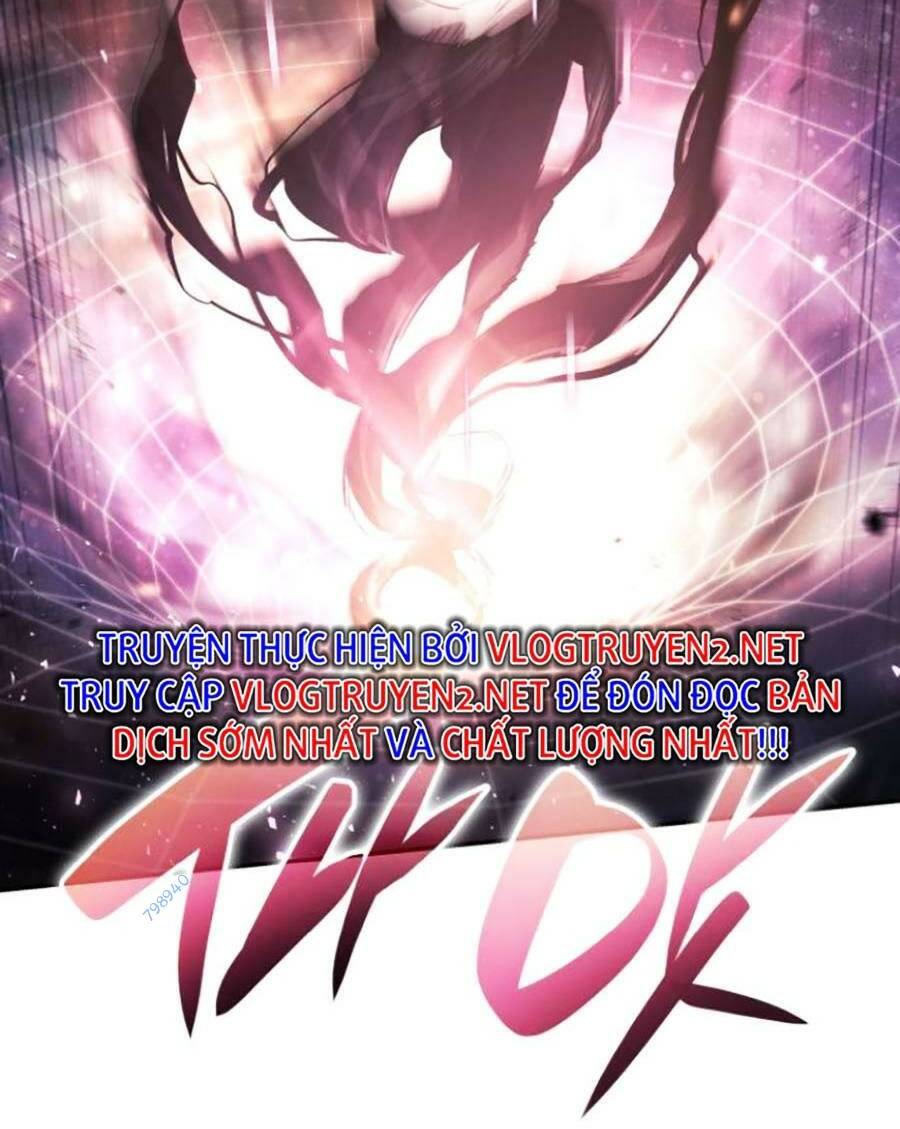 TRUYỆN THỰC HIỆN BỞI VLOGTRUYEN2.NET
TRUY CẬP VLOGTRUYEN2.NET ĐỂ ĐÓN ĐỌC BẢN
DỊCH SỚM NHẤT VÀ CHẤT LƯỢNG NHẤT!!!
798940